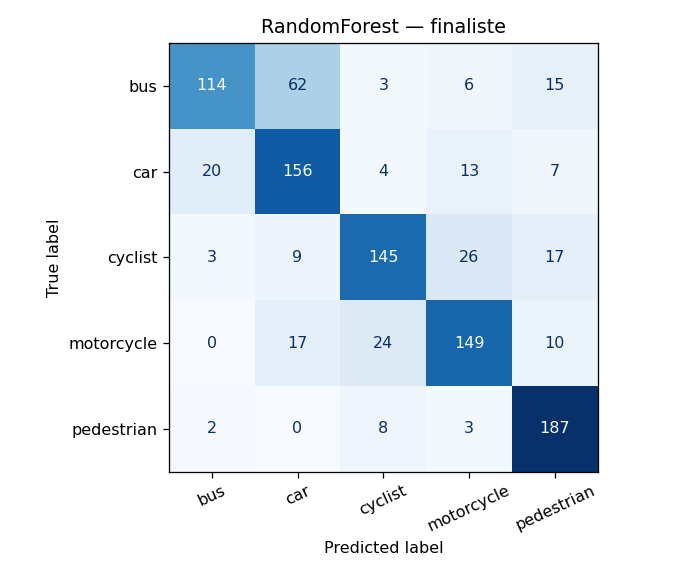 RandomForest — finaliste
bus 114 62 3 6 15
car 20 156 4 13 7
cyclist 3 9 145 26 17
motorcycle 0 17 24 149 10
pedestrian 2 0 8 3 187
bus car cyclist motorcycle pedestrian
Predicted label
True label